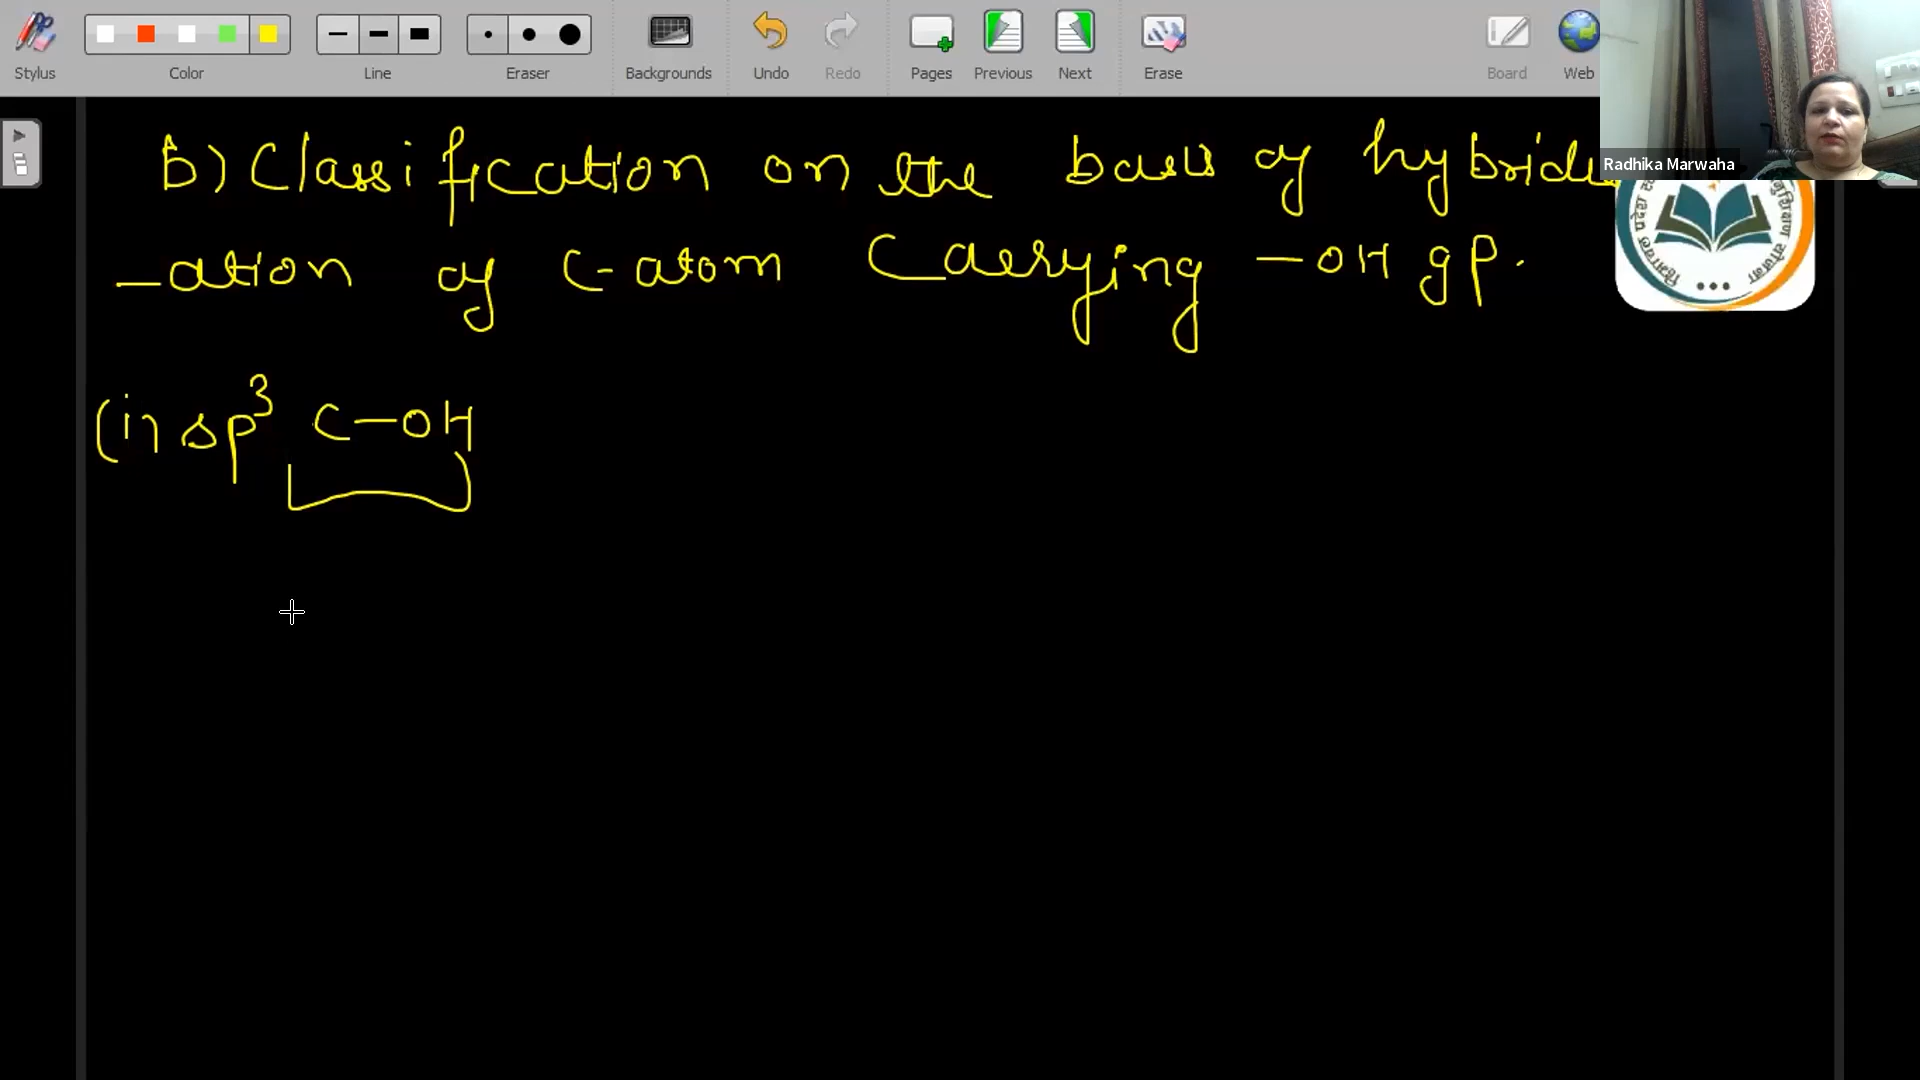 Stylus Color Line Eraser Backgrounds Undo Redo Pages Previous Next Erase Board Web
Radhika Marwaha
b) Classification on the basis of hybridis
-ation of C-atom Carrying -OH gp.
(i) sp³ C-OH